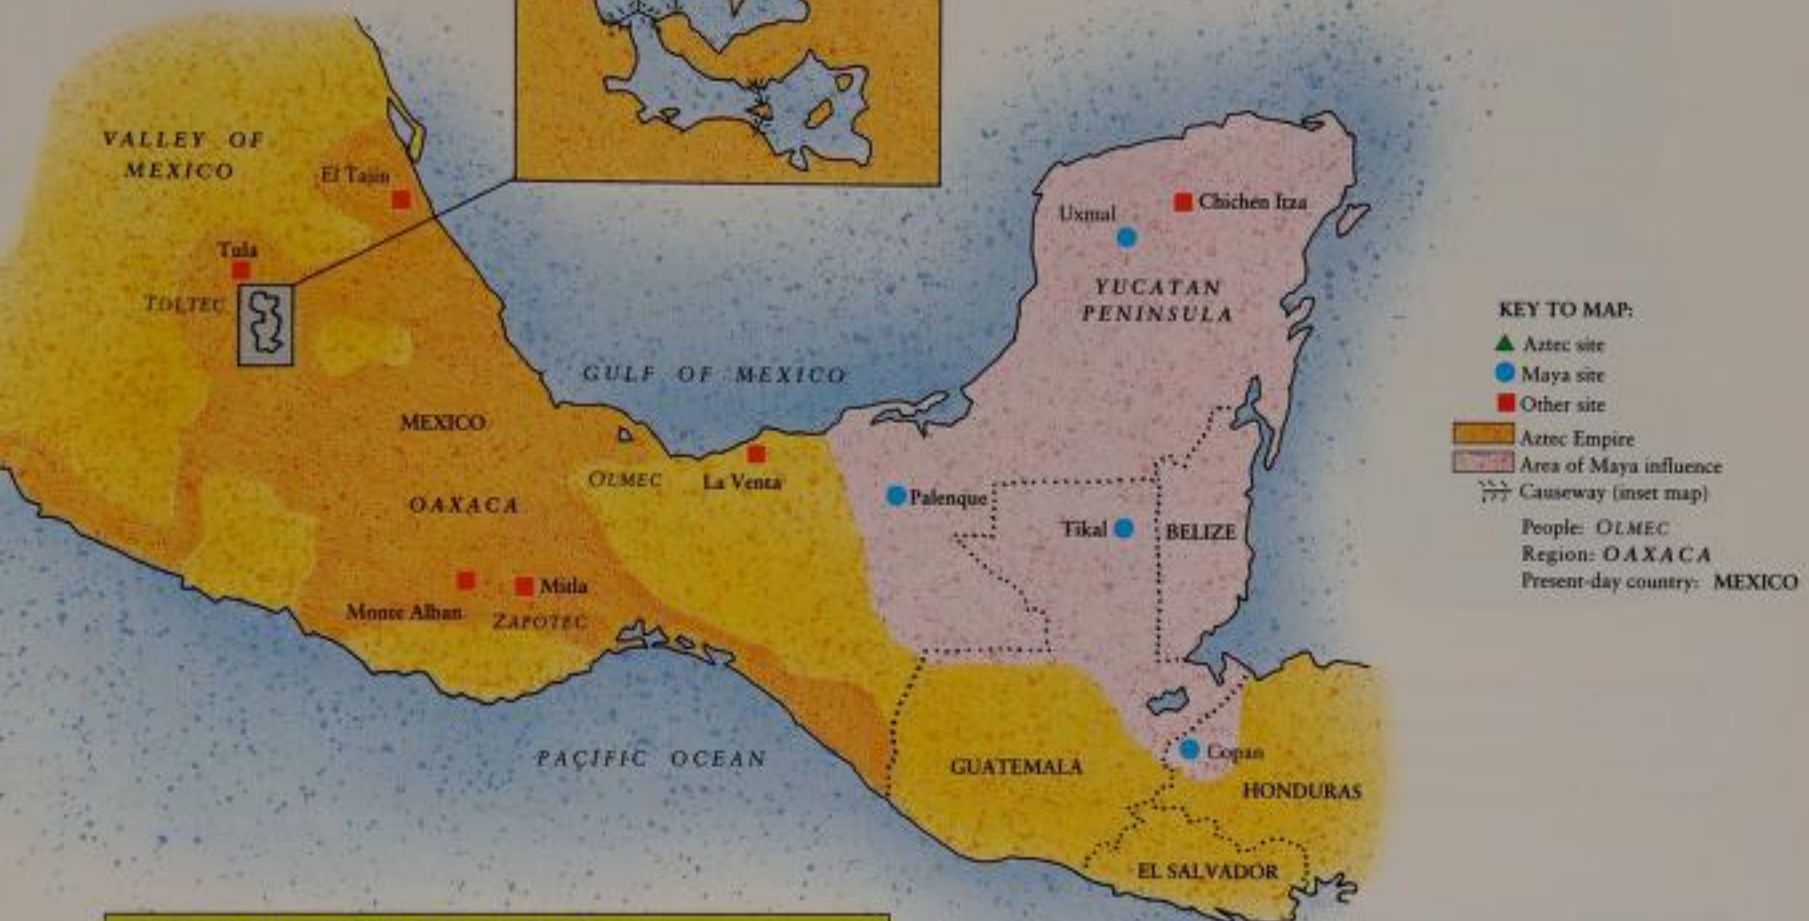 VALLEY OF
MEXICO
El Tajin
Tula
TOLTEC
MEXICO
OAXACA
GULF OF MEXICO
OLMEC
La Venta
Monte Alban
Mitla
ZAPOTEC
PACIFIC OCEAN
Uxmal
Chichen Itza
YUCATAN
PENINSULA
Palenque
Tikal
BELIZE
GUATEMALA
Copan
HONDURAS
EL SALVADOR
KEY TO MAP:
Aztec site
Maya site
Other site
Aztec Empire
Area of Maya influence
Causeway (inset map)
People: OLMEC
Region: OAXACA
Present-day country: MEXICO